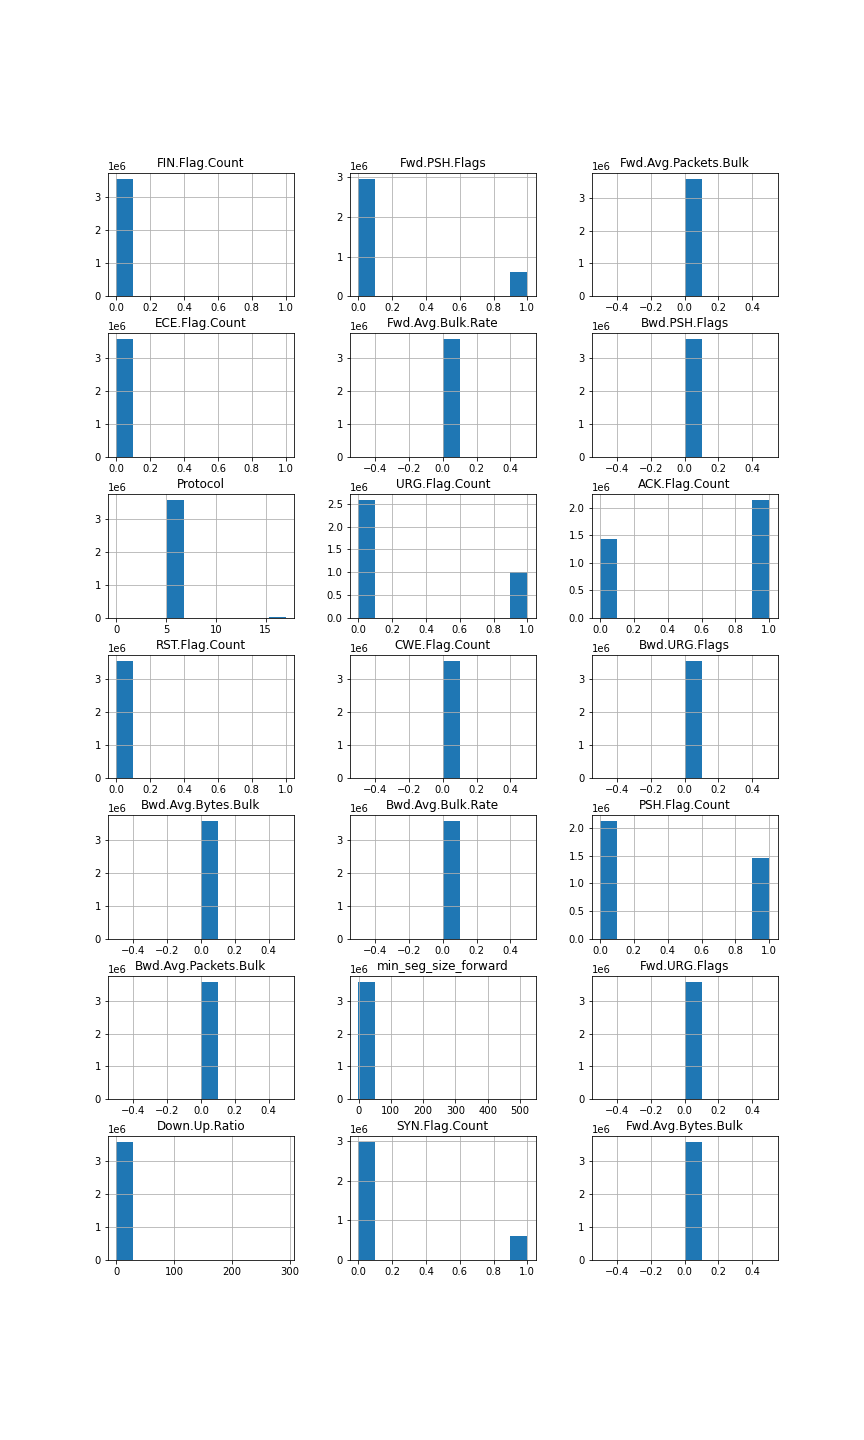 FIN.Flag.Count
1e6
3
2
1
0
0.0 0.2 0.4 0.6 0.8 1.0
Fwd.PSH.Flags
1e6
3
2
1
0
0.0 0.2 0.4 0.6 0.8 1.0
Fwd.Avg.Packets.Bulk
1e6
3
2
1
0
−0.4 −0.2 0.0 0.2 0.4
ECE.Flag.Count
1e6
3
2
1
0
0.0 0.2 0.4 0.6 0.8 1.0
Fwd.Avg.Bulk.Rate
1e6
3
2
1
0
−0.4 −0.2 0.0 0.2 0.4
Bwd.PSH.Flags
1e6
3
2
1
0
−0.4 −0.2 0.0 0.2 0.4
Protocol
1e6
3
2
1
0
0 5 10 15
URG.Flag.Count
1e6
2.5
2.0
1.5
1.0
0.5
0.0
0.0 0.2 0.4 0.6 0.8 1.0
ACK.Flag.Count
1e6
2.0
1.5
1.0
0.5
0.0
0.0 0.2 0.4 0.6 0.8 1.0
RST.Flag.Count
1e6
3
2
1
0
0.0 0.2 0.4 0.6 0.8 1.0
CWE.Flag.Count
1e6
3
2
1
0
−0.4 −0.2 0.0 0.2 0.4
Bwd.URG.Flags
1e6
3
2
1
0
−0.4 −0.2 0.0 0.2 0.4
Bwd.Avg.Bytes.Bulk
1e6
3
2
1
0
−0.4 −0.2 0.0 0.2 0.4
Bwd.Avg.Bulk.Rate
1e6
3
2
1
0
−0.4 −0.2 0.0 0.2 0.4
PSH.Flag.Count
1e6
2.0
1.5
1.0
0.5
0.0
0.0 0.2 0.4 0.6 0.8 1.0
Bwd.Avg.Packets.Bulk
1e6
3
2
1
0
−0.4 −0.2 0.0 0.2 0.4
min_seg_size_forward
1e6
3
2
1
0
0 100 200 300 400 500
Fwd.URG.Flags
1e6
3
2
1
0
−0.4 −0.2 0.0 0.2 0.4
Down.Up.Ratio
1e6
3
2
1
0
0 100 200 300
SYN.Flag.Count
1e6
3
2
1
0
0.0 0.2 0.4 0.6 0.8 1.0
Fwd.Avg.Bytes.Bulk
1e6
3
2
1
0
−0.4 −0.2 0.0 0.2 0.4